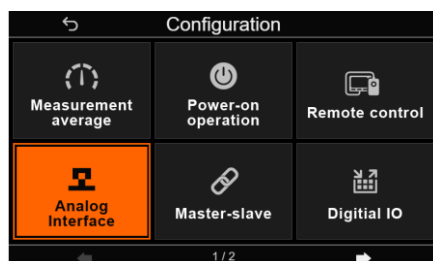 Configuration
Measurement
average
Power-on
operation
Remote control
Analog
Interface
Master-slave
Digitial IO
1/2